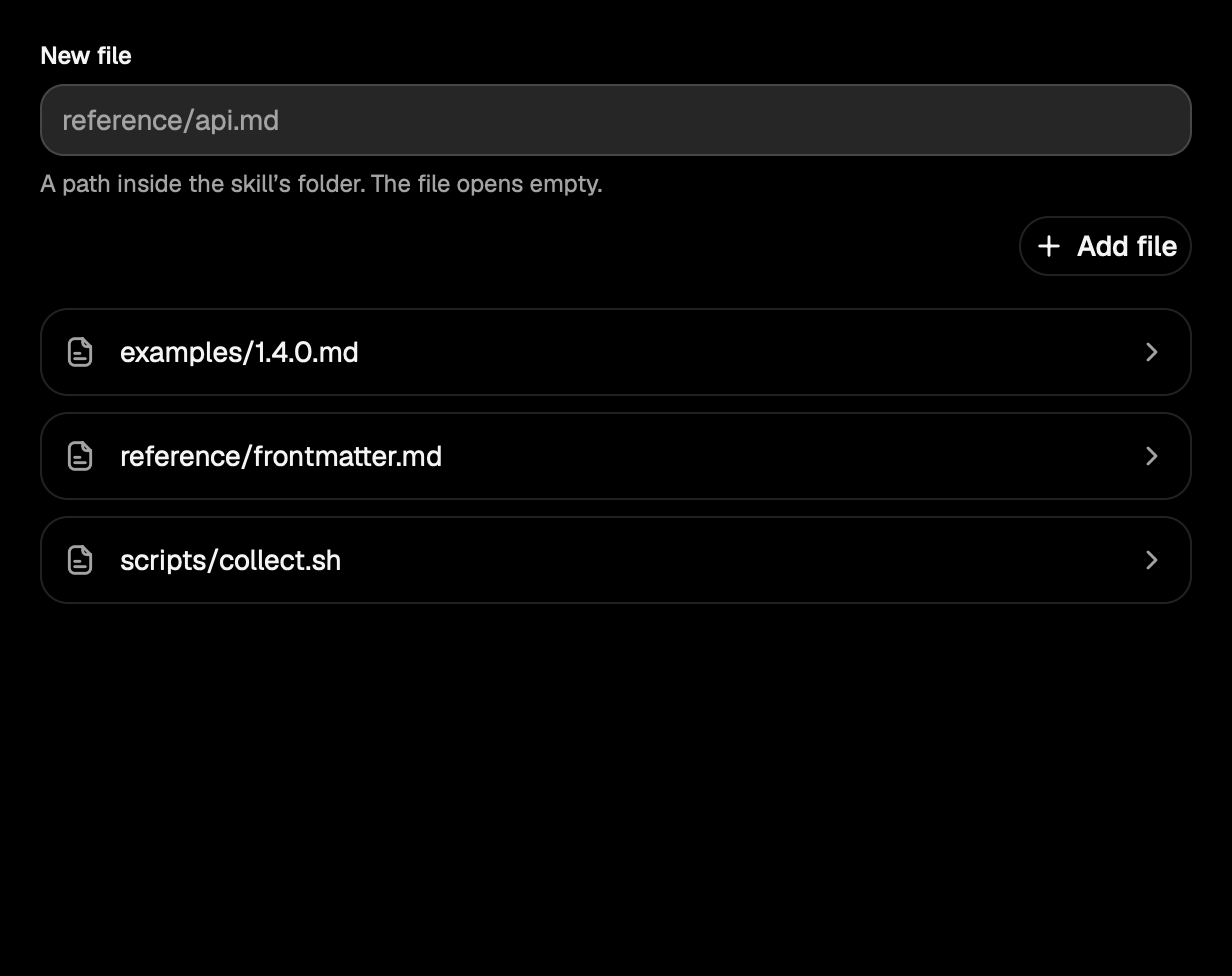 New file
reference/api.md
A path inside the skill’s folder. The file opens empty.
Add file
examples/1.4.0.md
reference/frontmatter.md
scripts/collect.sh